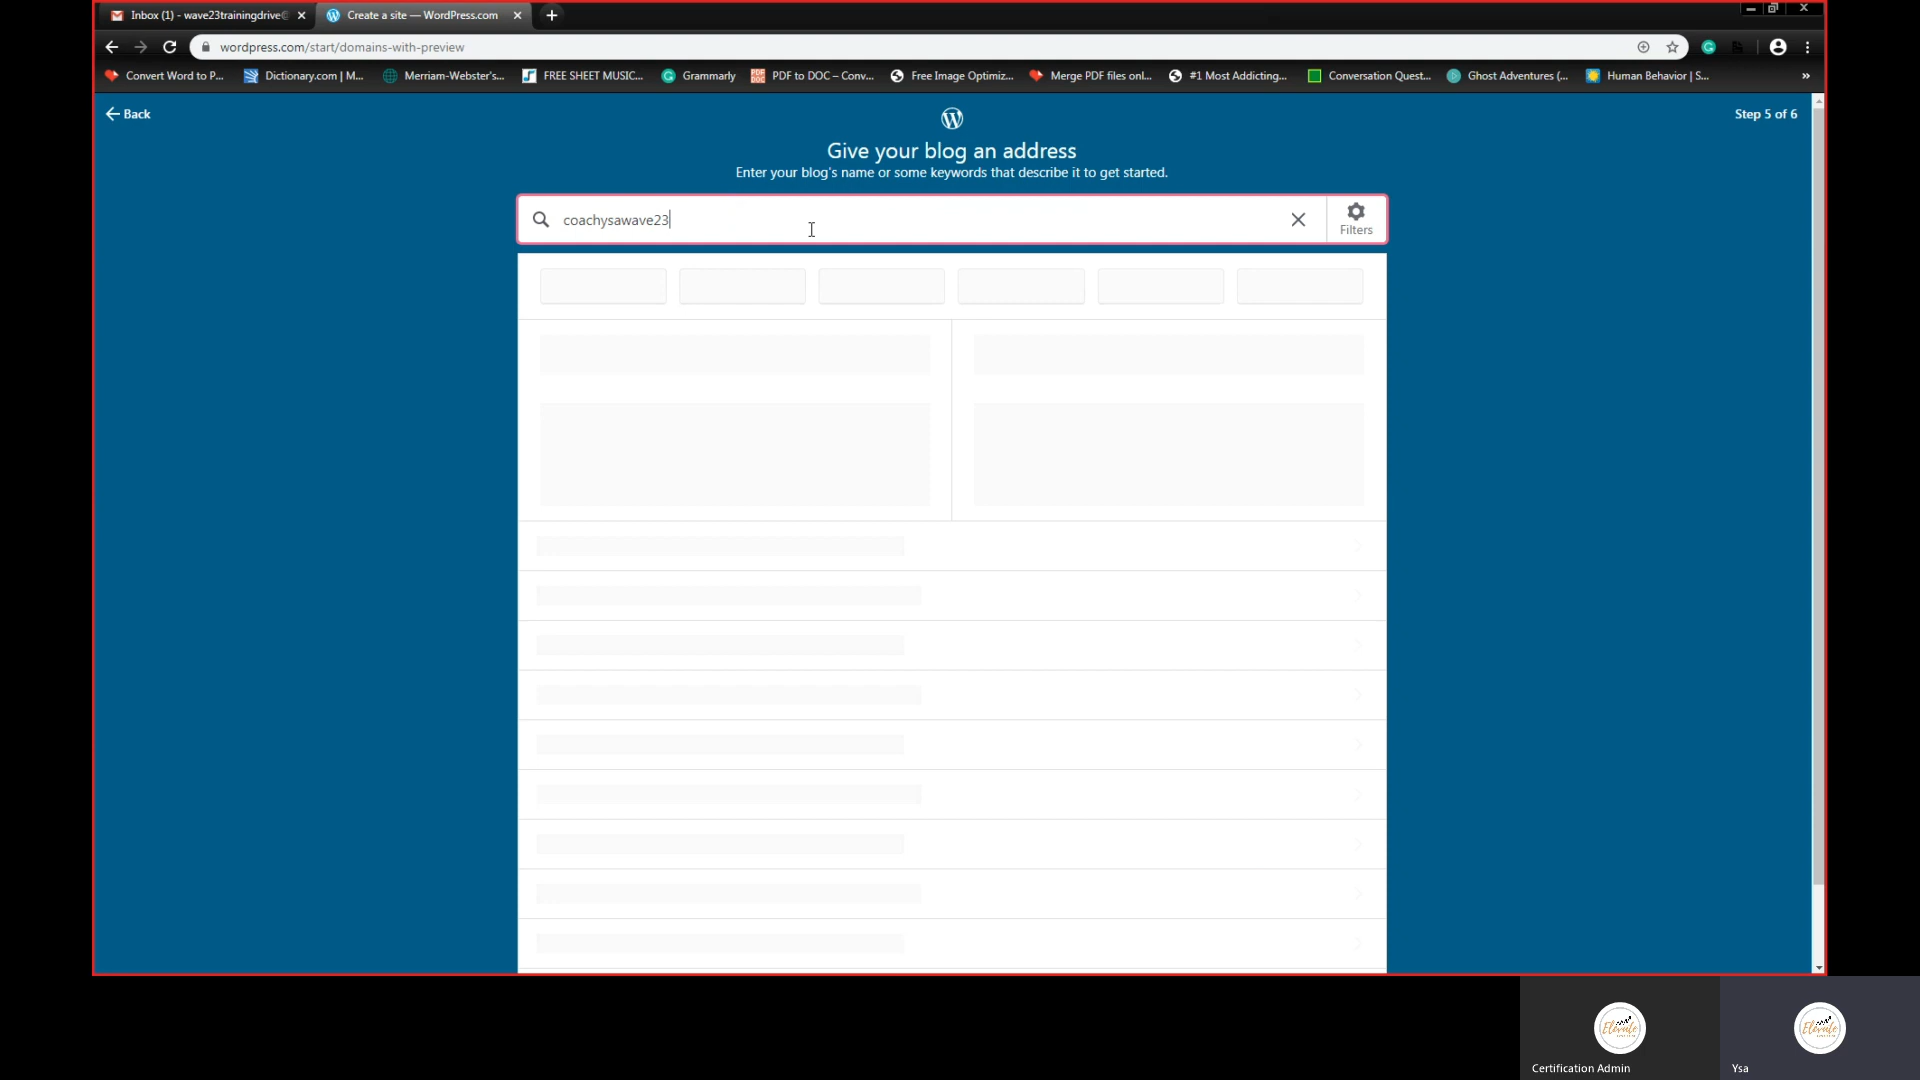 Inbox (1) - wave23trainingdrive@
Create a site — WordPress.com
wordpress.com/start/domains-with-preview
Convert Word to P...
Dictionary.com | M...
Merriam-Webster's...
FREE SHEET MUSIC...
Grammarly
PDF to DOC – Conv...
Free Image Optimiz...
Merge PDF files onl...
#1 Most Addicting...
Conversation Quest...
Ghost Adventures (...
Human Behavior | S...
Back
Step 5 of 6
Give your blog an address
Enter your blog's name or some keywords that describe it to get started.
coachysawave23
Filters
Elevate
Elevate
Certification Admin
Ysa